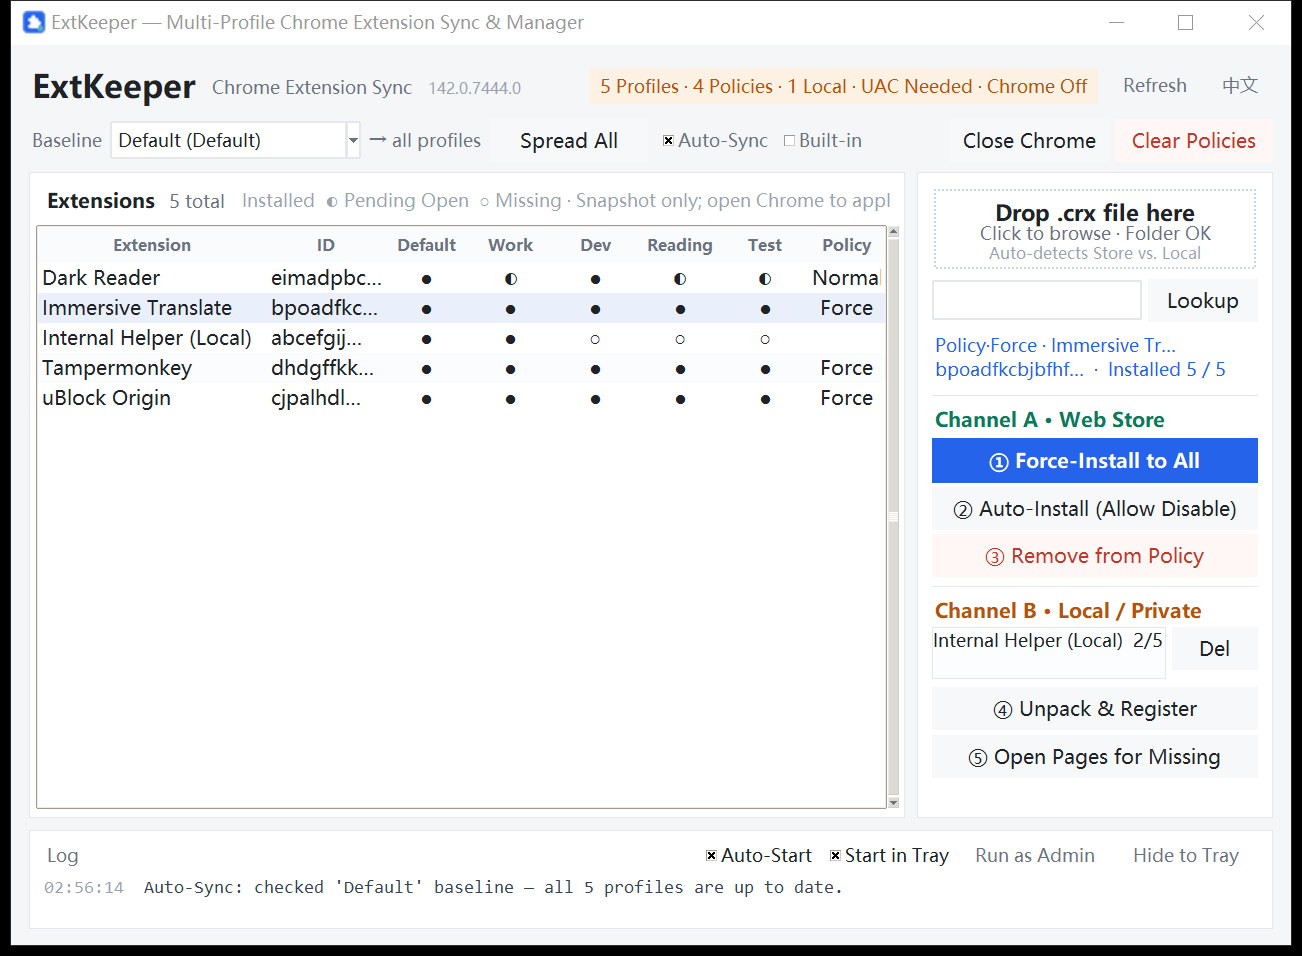 ExtKeeper — Multi-Profile Chrome Extension Sync & Manager
ExtKeeper Chrome Extension Sync 142.0.7444.0 5 Profiles · 4 Policies · 1 Local · UAC Needed · Chrome Off Refresh 中文
Baseline Default (Default) → all profiles Spread All Auto-Sync Built-in Close Chrome Clear Policies
Extensions 5 total Installed ◐ Pending Open ○ Missing · Snapshot only; open Chrome to appl
Extension ID Default Work Dev Reading Test Policy
Dark Reader eimadpbc... ● ◐ ● ◐ ◐ Normal
Immersive Translate bpoadfkc... ● ● ● ● ● Force
Internal Helper (Local) abcefgij... ● ● ○ ○ ○
Tampermonkey dhdgffkk... ● ● ● ● ● Force
uBlock Origin cjpalhdl... ● ● ● ● ● Force
Drop .crx file here
Click to browse · Folder OK
Auto-detects Store vs. Local
Lookup
Policy·Force · Immersive Tr...
bpoadfkcbjbfhf... · Installed 5 / 5
Channel A • Web Store
① Force-Install to All
② Auto-Install (Allow Disable)
③ Remove from Policy
Channel B • Local / Private
Internal Helper (Local) 2/5 Del
④ Unpack & Register
⑤ Open Pages for Missing
Log Auto-Start Start in Tray Run as Admin Hide to Tray
02:56:14 Auto-Sync: checked 'Default' baseline — all 5 profiles are up to date.